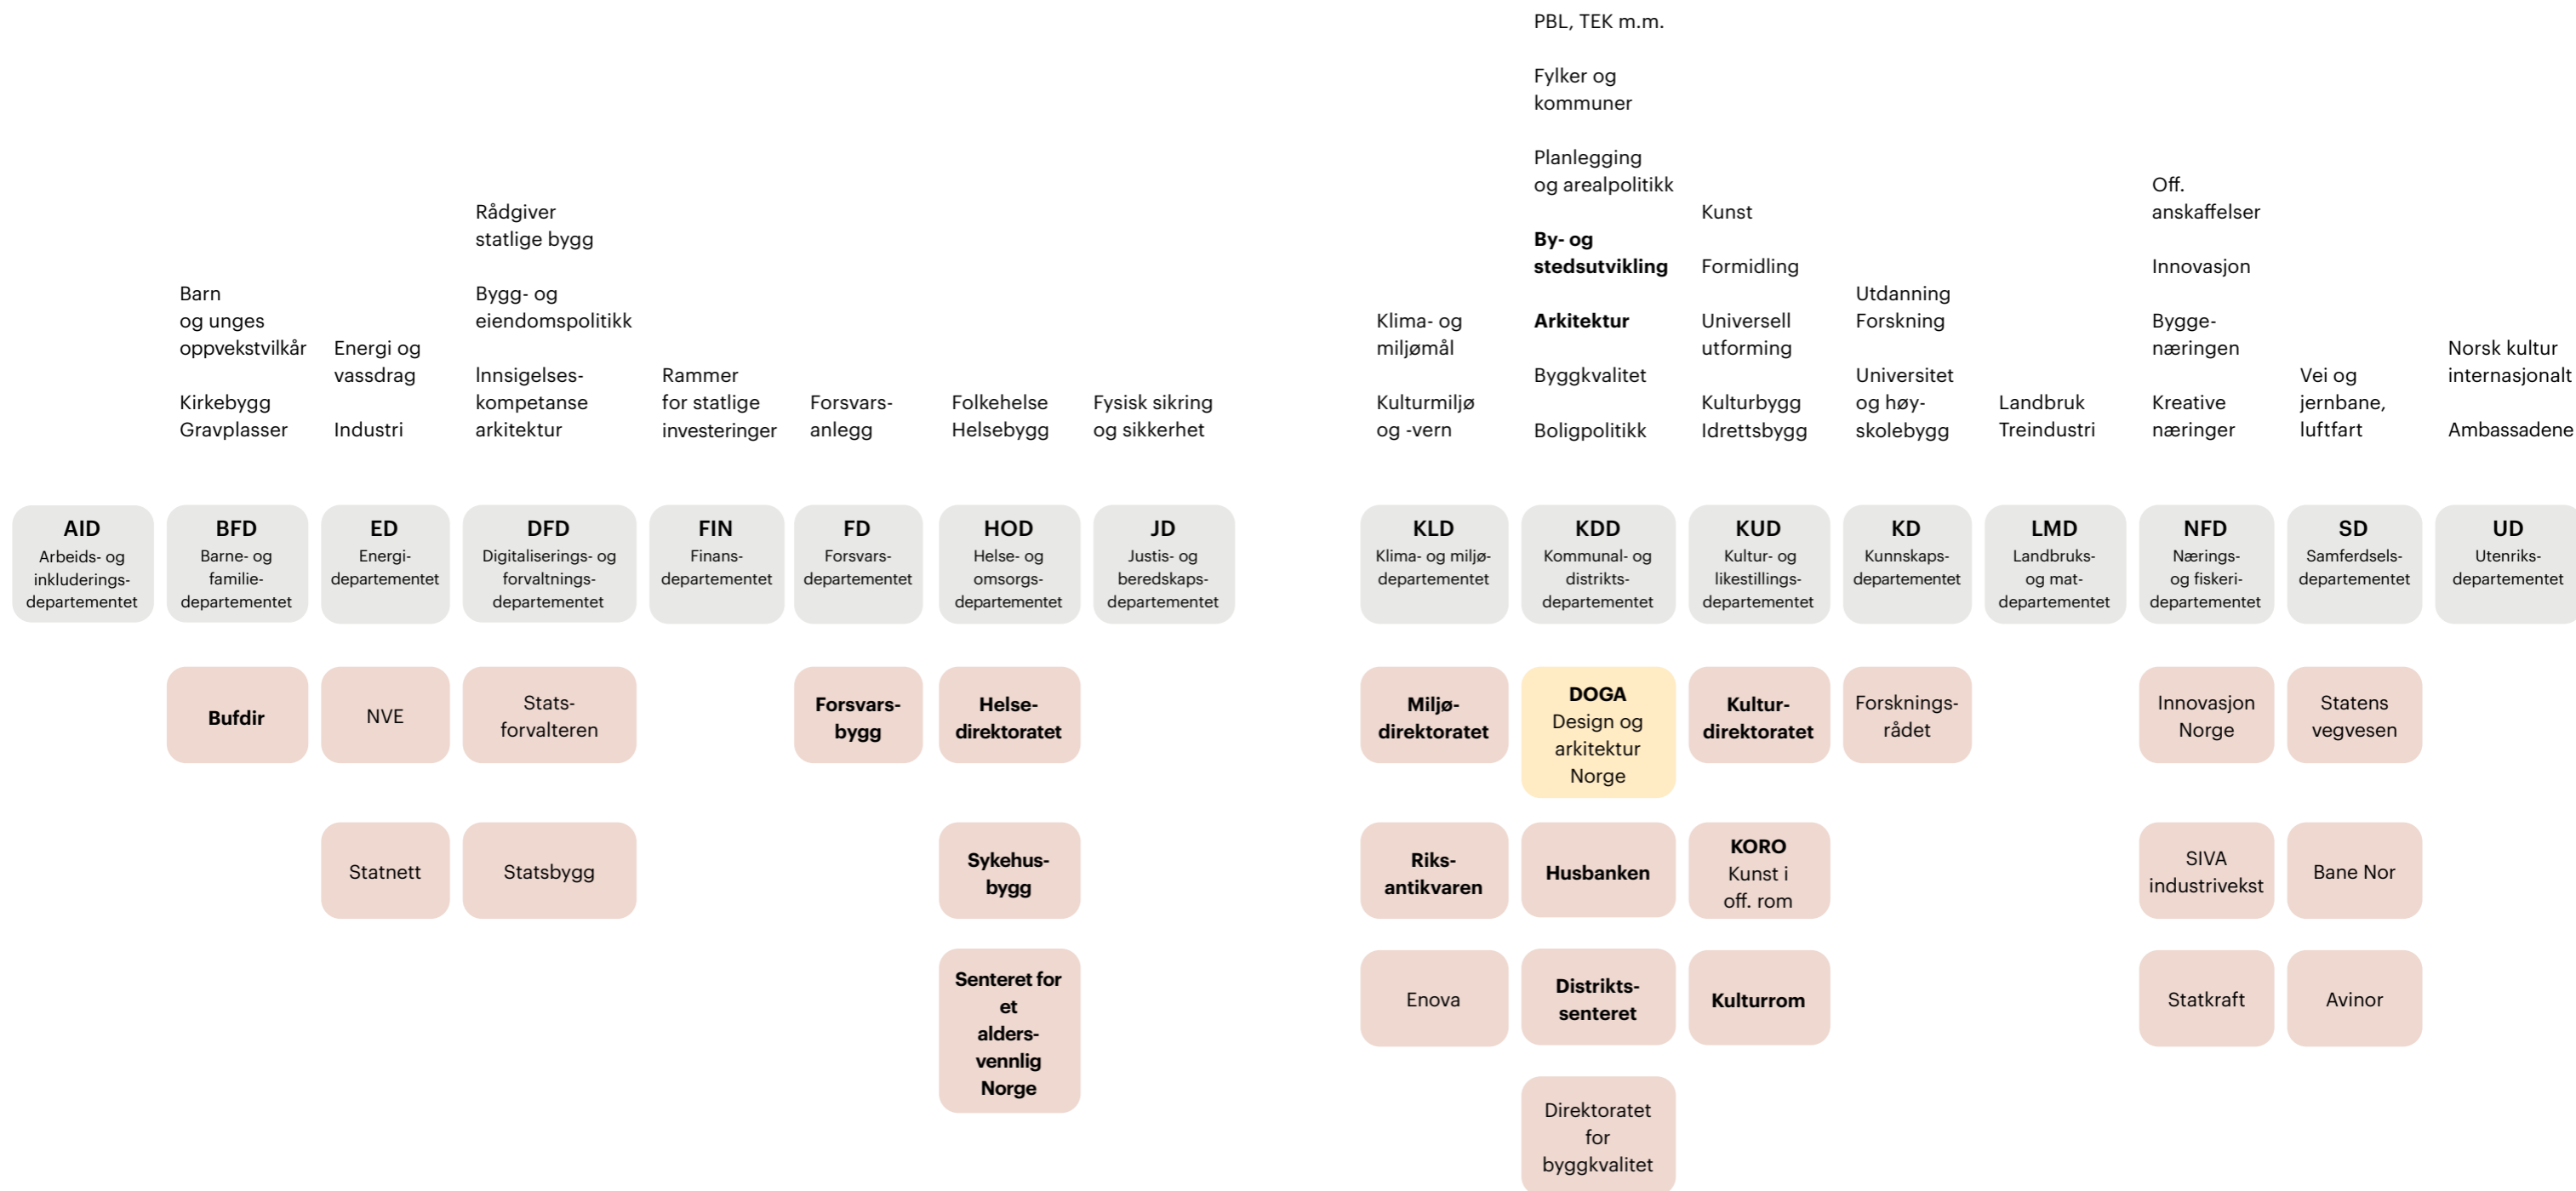 PBL, TEK m.m.
Fylker og
kommuner
Planlegging
og arealpolitikk
By- og
stedsutvikling
Arkitektur
Byggkvalitet
Boligpolitikk
Barn
og unges
oppvekstvilkår
Kirkebygg
Gravplasser
Energi og
vassdrag
Industri
Rådgiver
statlige bygg
Bygg- og
eiendomspolitikk
Innsigelses-
kompetanse
arkitektur
Rammer
for statlige
investeringer
Forsvars-
anlegg
Folkehelse
Helsebygg
Fysisk sikring
og sikkerhet
Klima- og
miljømål
Kulturmiljø
og -vern
Kunst
Formidling
Universell
utforming
Kulturbygg
Idrettsbygg
Utdanning
Forskning
Universitet
og høy-
skolebygg
Landbruk
Treindustri
Off.
anskaffelser
Innovasjon
Bygge-
næringen
Kreative
næringer
Vei og
jernbane,
luftfart
Norsk kultur
internasjonalt
Ambassadene
AID
Arbeids- og
inkluderings-
departementet
BFD
Barne- og
familie-
departementet
ED
Energi-
departementet
DFD
Digitaliserings- og
forvaltnings-
departementet
FIN
Finans-
departementet
FD
Forsvars-
departementet
HOD
Helse- og
omsorgs-
departementet
JD
Justis- og
beredskaps-
departementet
KLD
Klima- og miljø-
departementet
KDD
Kommunal- og
distrikts-
departementet
KUD
Kultur- og
likestillings-
departementet
KD
Kunnskaps-
departementet
LMD
Landbruks-
og mat-
departementet
NFD
Nærings-
og fiskeri-
departementet
SD
Samferdsels-
departementet
UD
Utenriks-
departementet
Bufdir
NVE
Stats-
forvalteren
Forsvars-
bygg
Helse-
direktoratet
Miljø-
direktoratet
DOGA
Design og
arkitektur
Norge
Kultur-
direktoratet
Forsknings-
rådet
Innovasjon
Norge
Statens
vegvesen
Statnett
Statsbygg
Sykehus-
bygg
Riks-
antikvaren
Husbanken
KORO
Kunst i
off. rom
SIVA
industrivekst
Bane Nor
Senteret for
et
alders-
vennlig
Norge
Enova
Distrikts-
senteret
Kulturrom
Statkraft
Avinor
Direktoratet
for
byggkvalitet